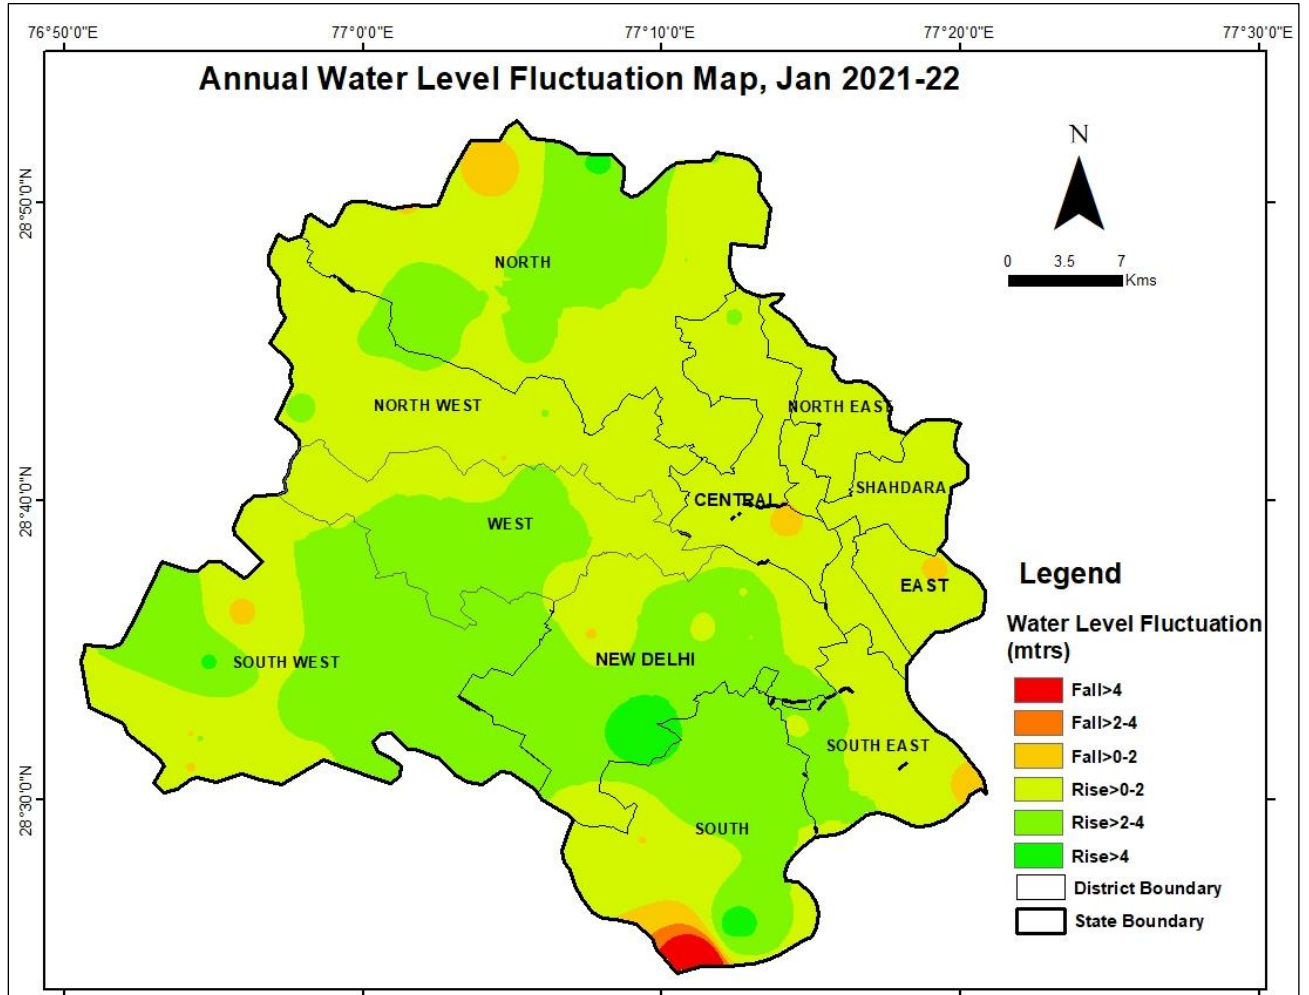 76°50'0"E 77°0'0"E 77°10'0"E 77°20'0"E 77°30'0"E
Annual Water Level Fluctuation Map, Jan 2021-22
N
28°50'0"N
0 3.5 7
Kms
NORTH
NORTH WEST
NORTH EAST
SHAHDARA
28°40'0"N
CENTRAL
WEST
EAST
SOUTH WEST
NEW DELHI
SOUTH EAST
28°30'0"N
SOUTH
Legend
Water Level Fluctuation
(mtrs)
Fall>4
Fall>2-4
Fall>0-2
Rise>0-2
Rise>2-4
Rise>4
District Boundary
State Boundary